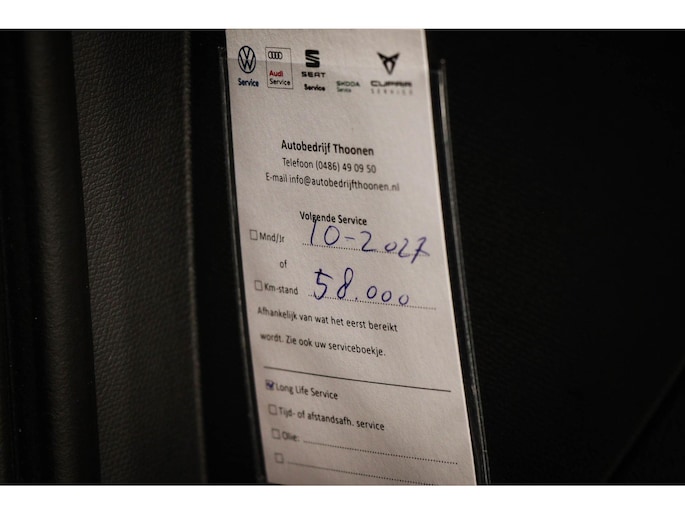 Service
Audi
Service
SEAT
Service
SKODA
Service
CUPRA
SERVICE
Autobedrijf Thoonen
Telefoon (0486) 49 09 50
E-mail info@autobedrijfthoonen.nl
Volgende Service
Mnd/Jr 10-2027
of
Km-stand 58.000
Afhankelijk van wat het eerst bereikt
wordt. Zie ook uw serviceboekje.
Long Life Service
Tijd- of afstandsafh. service
Olie: